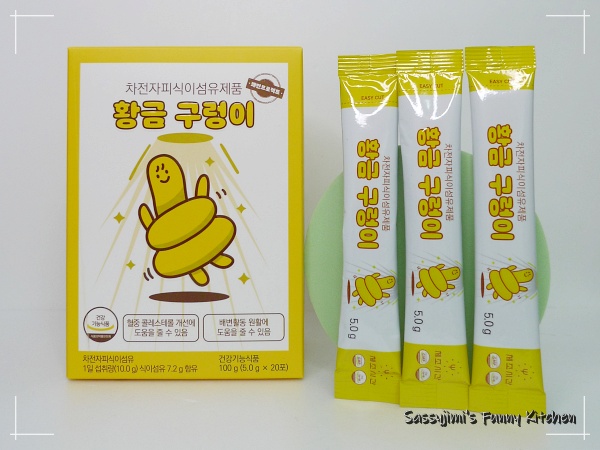 차전자피식이섬유제품
황금 구렁이
건강
기능식품
혈중 콜레스테롤 개선에
도움을 줄 수 있음
배변활동 원활에
도움을 줄 수 있음
차전자피식이섬유
1일 섭취량(10.0 g) 식이섬유 7.2 g 함유
건강기능식품
100 g (5.0 g × 20포)
EASY CUT
차전자피식이섬유제품
황금 구렁이
5.0 g
EASY CUT
차전자피식이섬유제품
황금 구렁이
5.0 g
차전자피식이섬유제품
황금 구렁이
5.0 g
Sassyjimi's Funny Kitchen